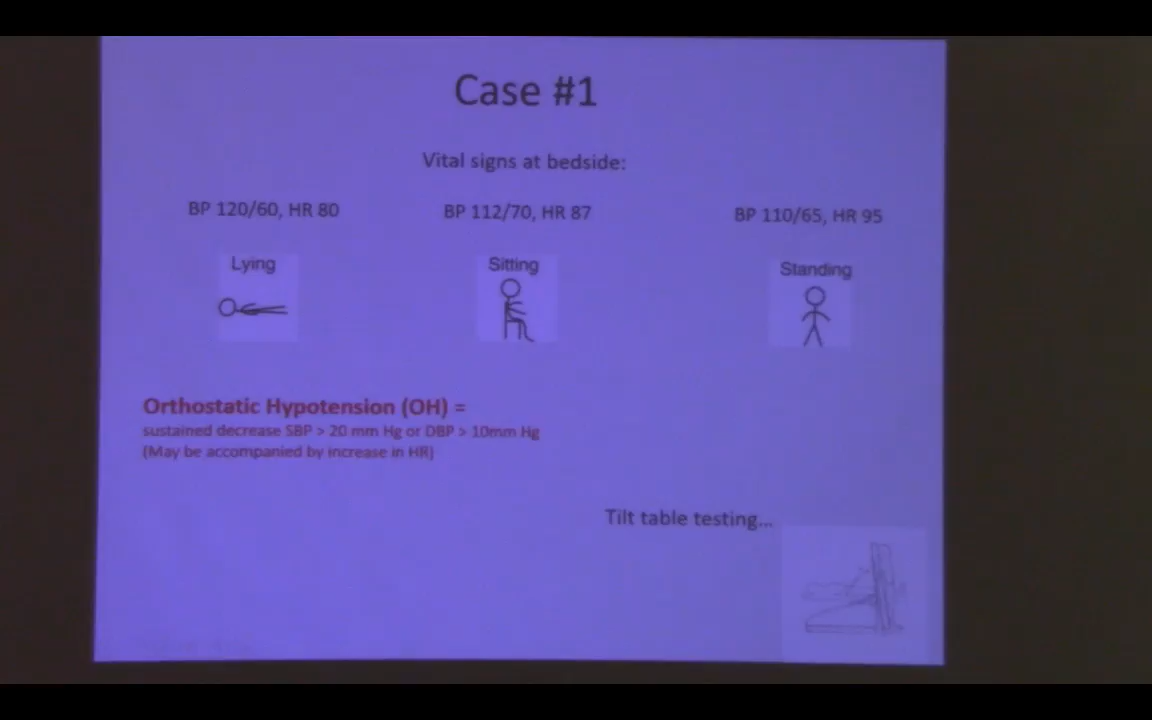 Case #1
Vital signs at bedside:
BP 120/60, HR 80
BP 112/70, HR 87
BP 110/65, HR 95
Lying
Sitting
Standing
Orthostatic Hypotension (OH) =
sustained decrease SBP > 20 mm Hg or DBP > 10mm Hg
(May be accompanied by increase in HR)
Tilt table testing...